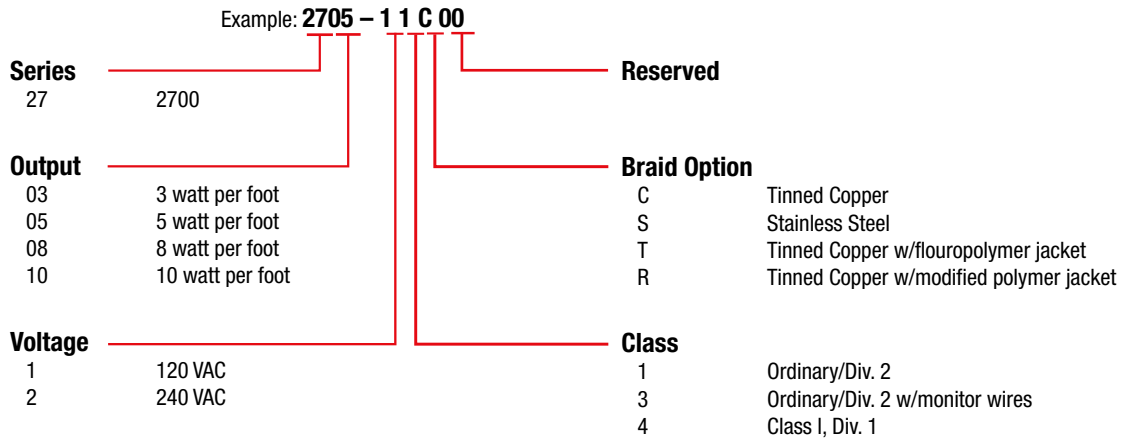 Example: 2705 – 1 1 C 00
Series
27 2700
Output
03 3 watt per foot
05 5 watt per foot
08 8 watt per foot
10 10 watt per foot
Voltage
1 120 VAC
2 240 VAC
Reserved
Braid Option
C Tinned Copper
S Stainless Steel
T Tinned Copper w/flouropolymer jacket
R Tinned Copper w/modified polymer jacket
Class
1 Ordinary/Div. 2
3 Ordinary/Div. 2 w/monitor wires
4 Class I, Div. 1